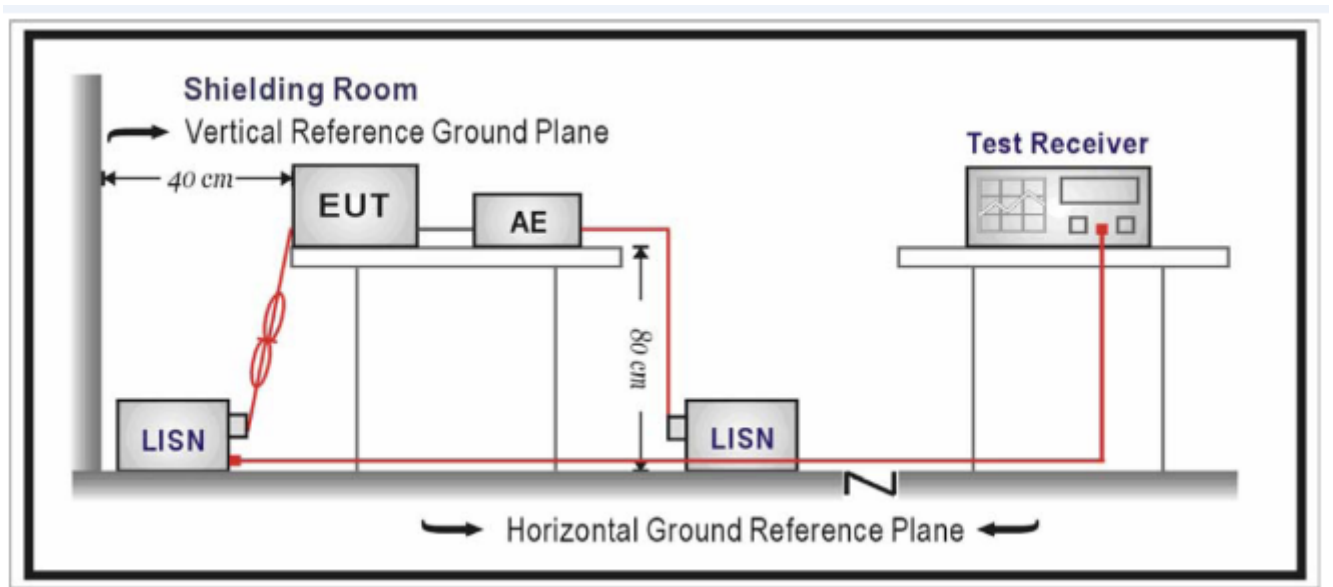 Shielding Room
Vertical Reference Ground Plane
40 cm
EUT
AE
Test Receiver
80 cm
LISN
LISN
Horizontal Ground Reference Plane